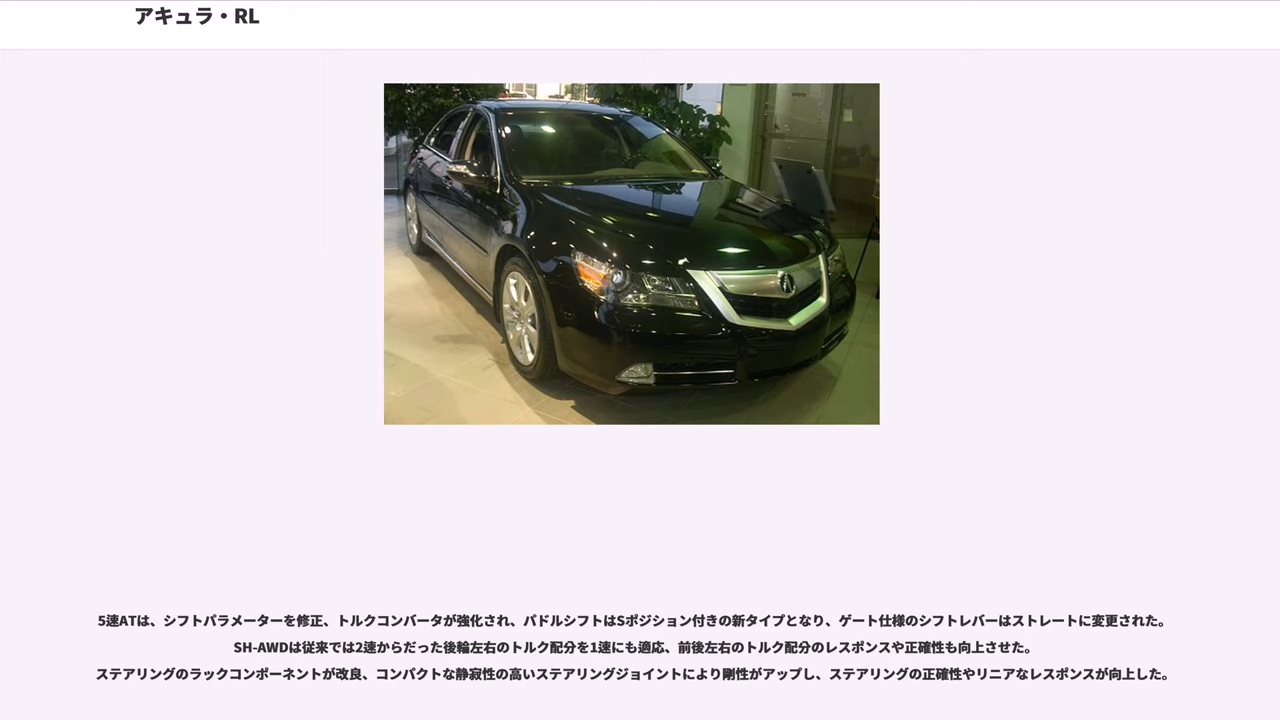 アキュラ・RL
5速ATは、シフトパラメーターを修正、トルクコンバータが強化され、パドルシフトはSポジション付きの新タイプとなり、ゲート仕様のシフトレバーはストレートに変更された。
SH-AWDは従来では2速からだった後輪左右のトルク配分を1速にも適応、前後左右のトルク配分のレスポンスや正確性も向上させた。
ステアリングのラックコンポーネントが改良、コンパクトな静寂性の高いステアリングジョイントにより剛性がアップし、ステアリングの正確性やリニアなレスポンスが向上した。